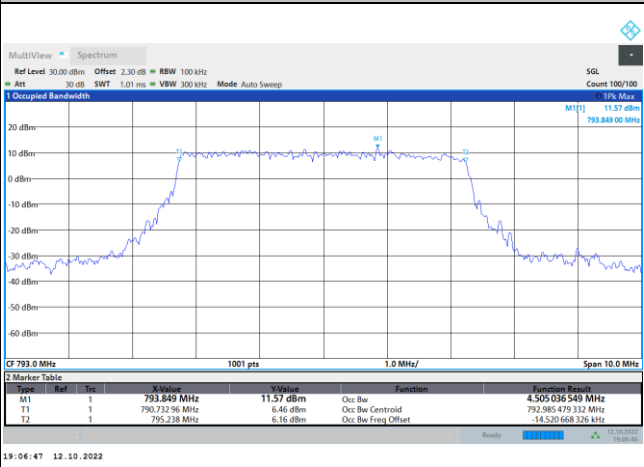 MultiView Spectrum
Ref Level 30.00 dBm Offset 2.30 dB RBW 100 kHz SGL
Att 30 dB SWT 1.01 ms VBW 300 kHz Mode Auto Sweep Count 100/100
1 Occupied Bandwidth 1Pk Max
M1[1] 11.57 dBm
793.849 00 MHz
20 dBm
M1
10 dBm T1 T2
0 dBm
-10 dBm
-20 dBm
-30 dBm
-40 dBm
-50 dBm
-60 dBm
CF 793.0 MHz 1001 pts 1.0 MHz/ Span 10.0 MHz
2 Marker Table
Type Ref Trc X-Value Y-Value Function Function Result
M1 1 793.849 MHz 11.57 dBm Occ Bw 4.505 036 549 MHz
T1 1 790.732 96 MHz 6.46 dBm Occ Bw Centroid 792.985 479 332 MHz
T2 1 795.238 MHz 6.16 dBm Occ Bw Freq Offset -14.520 668 326 kHz
Ready 12.10.2022
19:06:46
19:06:47 12.10.2022